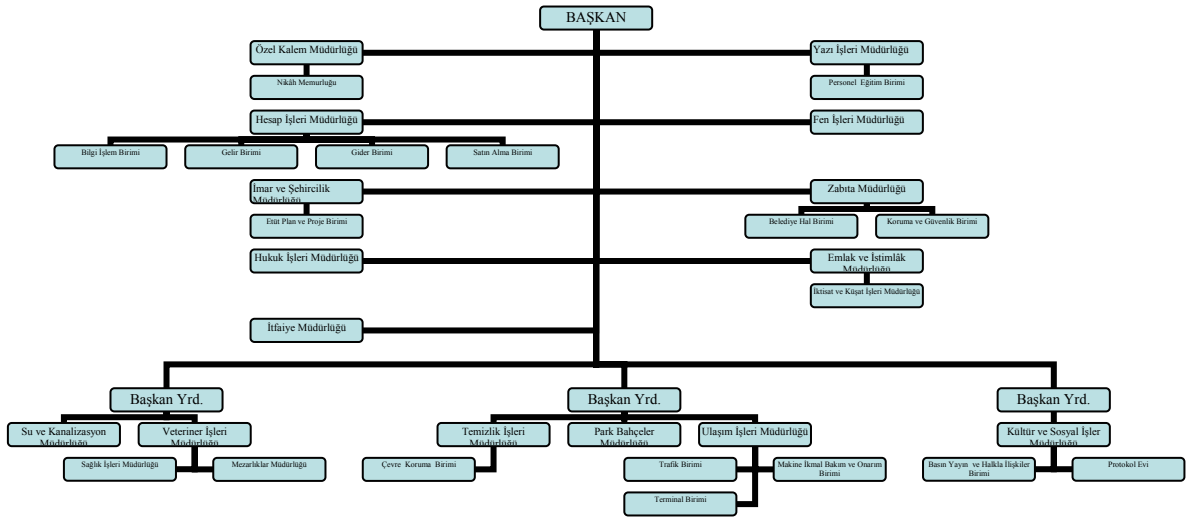 BAŞKAN
Özel Kalem Müdürlüğü
Yazı İşleri Müdürlüğü
Nikâh Memurluğu
Personel Eğitim Birimi
Hesap İşleri Müdürlüğü
Fen İşleri Müdürlüğü
Bilgi İşlem Birimi
Gelir Birimi
Gider Birimi
Satın Alma Birimi
İmar ve Şehircilik
Müdürlüğü
Zabıta Müdürlüğü
Etüt Plan ve Proje Birimi
Belediye Hal Birimi
Koruma ve Güvenlik Birimi
Hukuk İşleri Müdürlüğü
Emlak ve İstimlâk
Müdürlüğü
İktisat ve Küşat İşleri Müdürlüğü
İtfaiye Müdürlüğü
Başkan Yrd.
Başkan Yrd.
Başkan Yrd.
Su ve Kanalizasyon
Müdürlüğü
Veteriner İşleri
Müdürlüğü
Temizlik İşleri
Müdürlüğü
Park Bahçeler
Müdürlüğü
Ulaşım İşleri Müdürlüğü
Kültür ve Sosyal İşler
Müdürlüğü
Sağlık İşleri Müdürlüğü
Mezarlıklar Müdürlüğü
Çevre Koruma Birimi
Trafik Birimi
Makine İkmal Bakım ve Onarım
Birimi
Basın Yayın ve Halkla İlişkiler
Birimi
Protokol Evi
Terminal Birimi